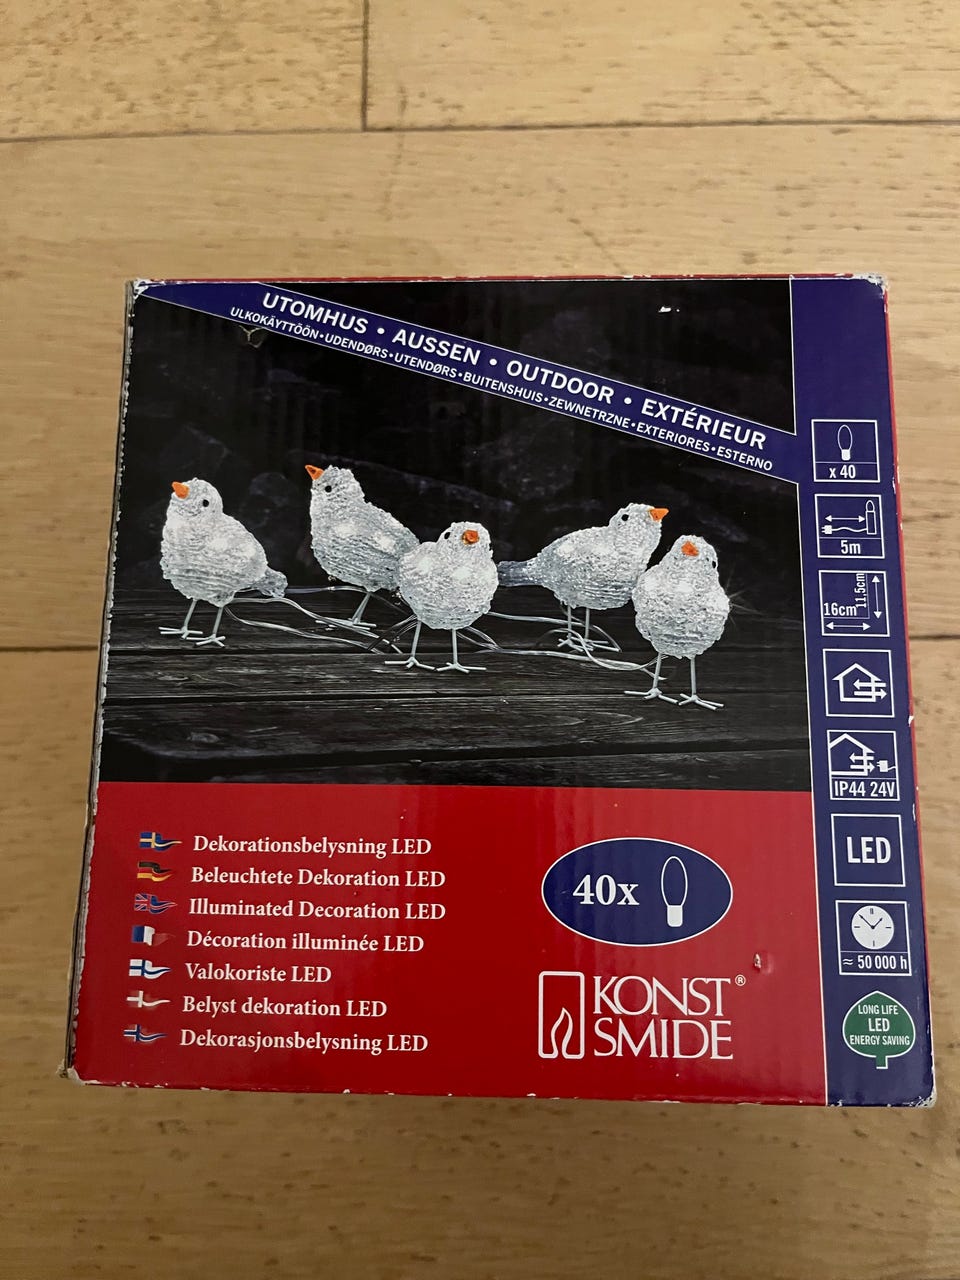 UTOMHUS • AUSSEN • OUTDOOR • EXTÉRIEUR
ULKOKÄYTTÖÖN•UDENDØRS•UTENDØRS•BUITENSHUIS•ZEWNETRZNE•EXTERIORES•ESTERNO
x 40
5m
16cm
11,5cm
IP44 24V
LED
≈ 50 000 h
LONG LIFE
LED
ENERGY SAVING
Dekorationsbelysning LED
Beleuchtete Dekoration LED
Illuminated Decoration LED
Décoration illuminée LED
Valokoriste LED
Belyst dekoration LED
Dekorasjonsbelysning LED
40x
KONST®
SMIDE